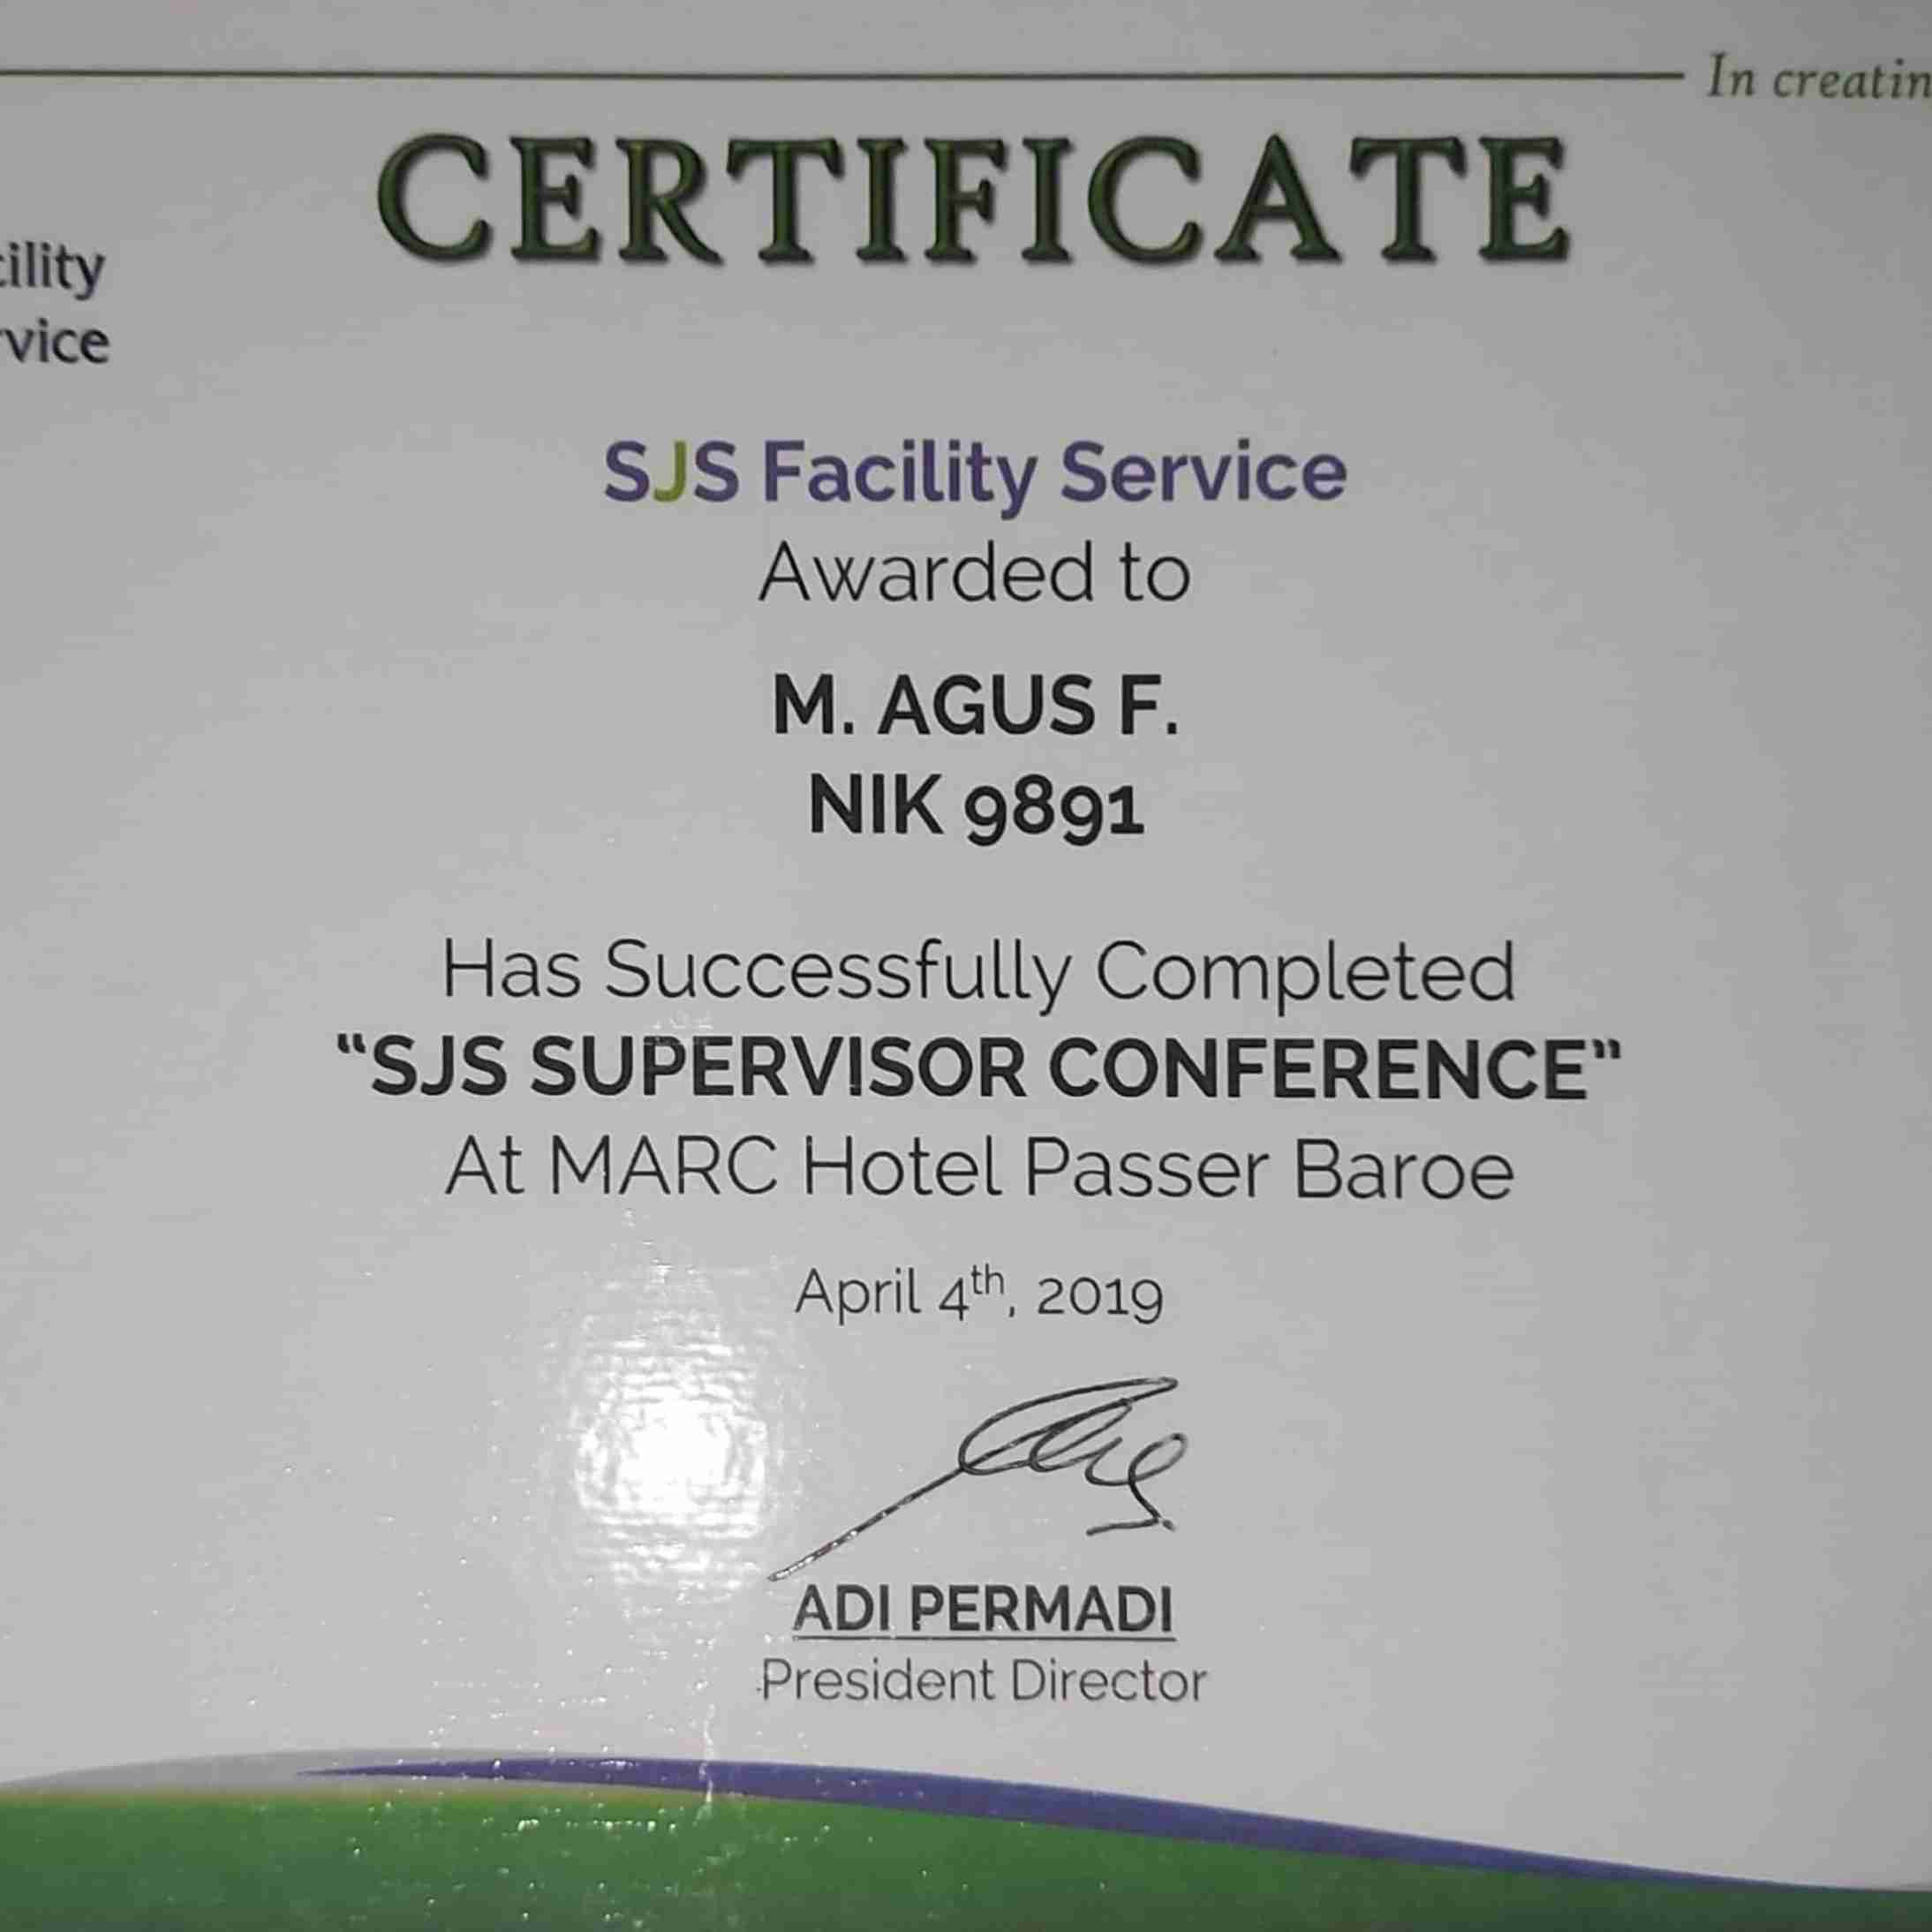 In creatin
CERTIFICATE
cility
rvice
SJS Facility Service
Awarded to
M. AGUS F.
NIK 9891
Has Successfully Completed
“SJS SUPERVISOR CONFERENCE”
At MARC Hotel Passer Baroe
April 4th, 2019
ADI PERMADI
President Director